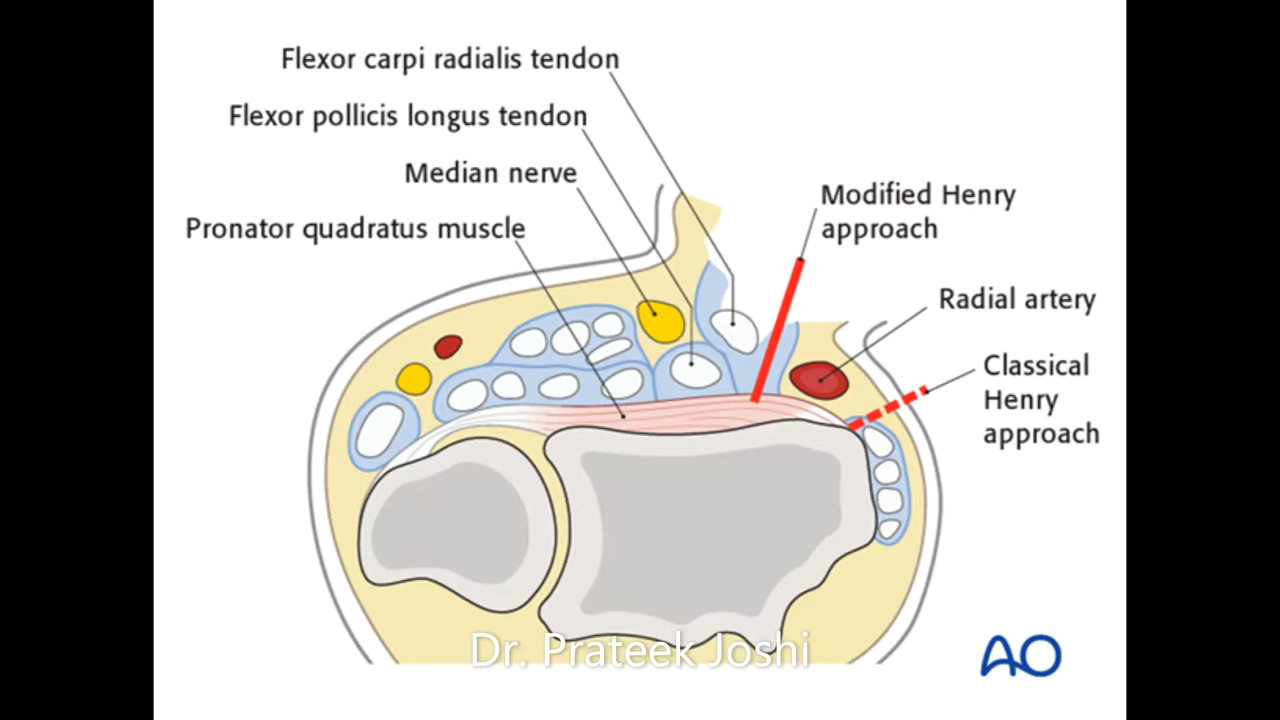 Flexor carpi radialis tendon
Flexor pollicis longus tendon
Median nerve
Pronator quadratus muscle
Modified Henry
approach
Radial artery
Classical
Henry
approach
Dr. Prateek Joshi
AO